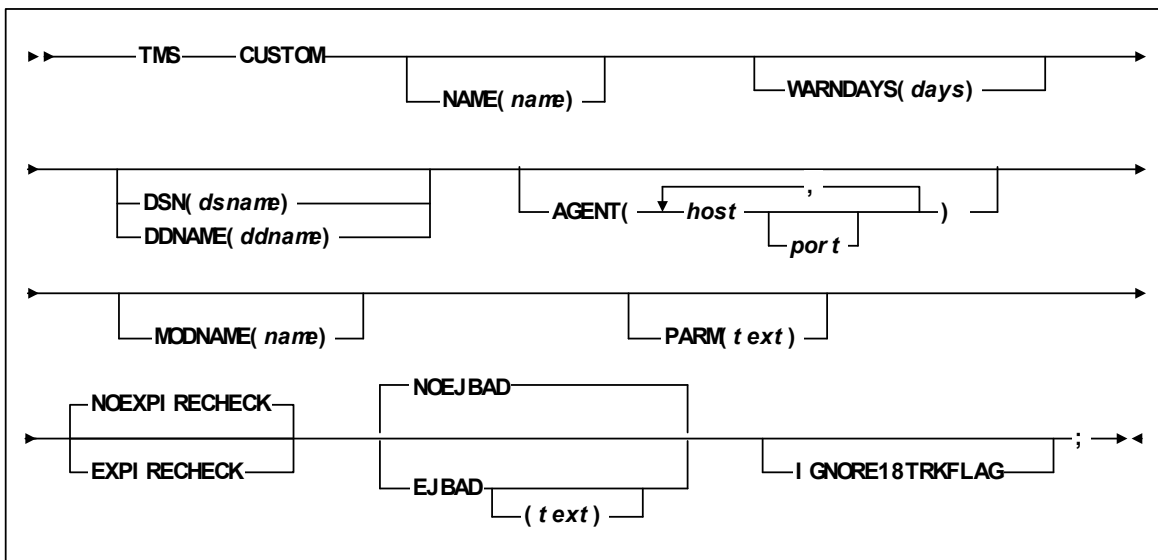 TMS CUSTOM
NAME( name)
WARNDAYS( days)
DSN( dsname)
DDNAME( ddname)
AGENT( host , )
port
MODNAME( name)
PARM( text)
NOEXPIRECHECK
EXPIRECHECK
NOEJBAD
EJBAD
( text)
IGNORE18TRKFLAG
;